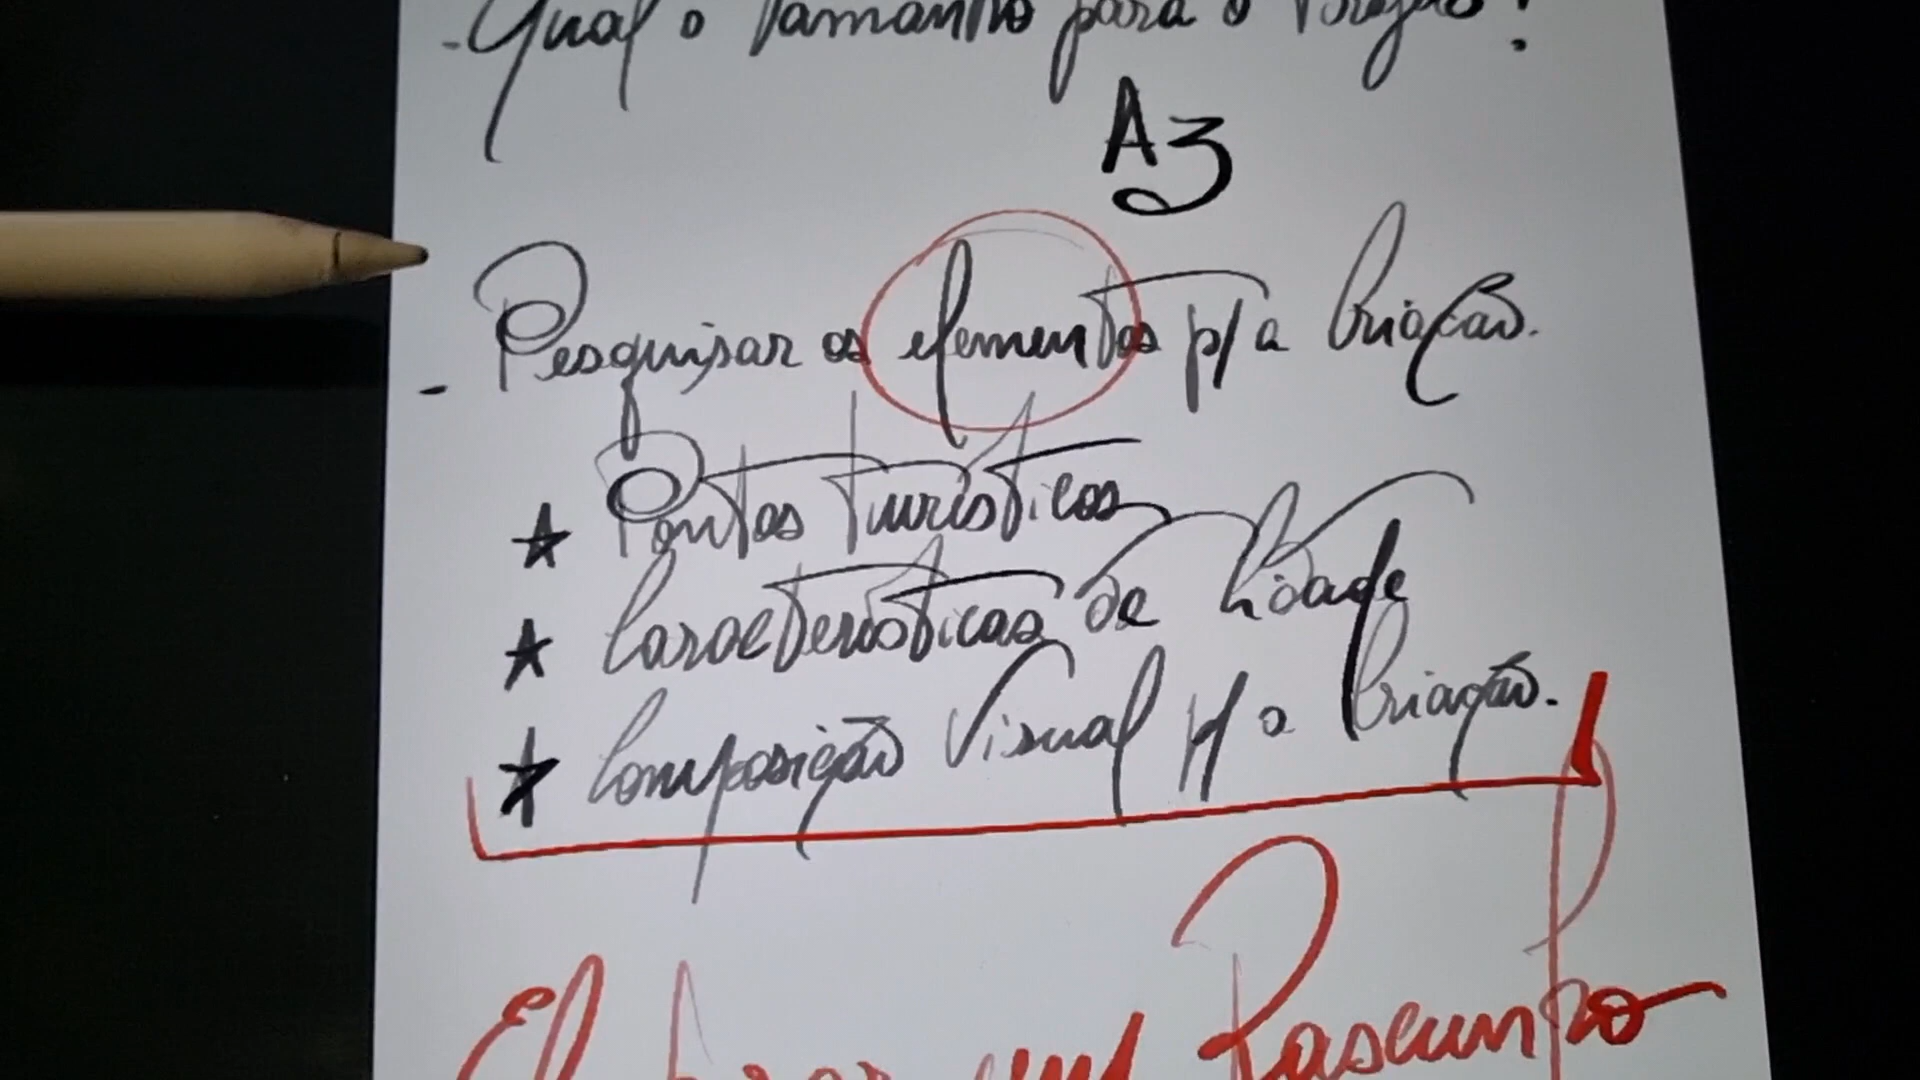 - Qual o Tamanho para o Projeto?
A3
- Pesquisar os elementos p/ a Criação.
★ Pontos Turísticos
★ Características da Cidade
★ Composição Visual p/ a Criação.
Elaborar um Rascunho